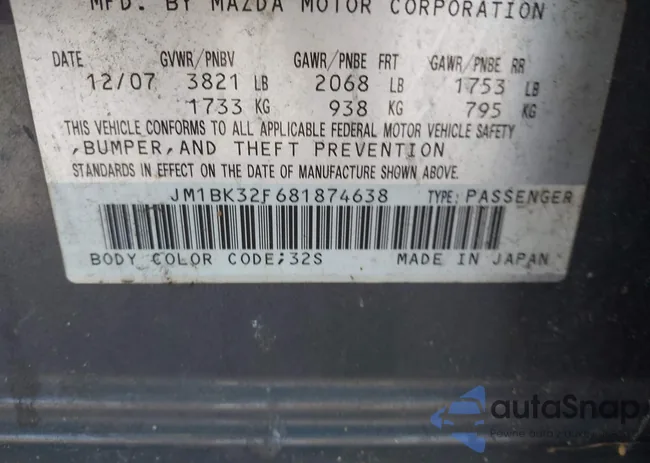 MFD. BY MAZDA MOTOR CORPORATION
DATE GVWR/PNBV GAWR/PNBE FRT GAWR/PNBE RR
12/07 3821 LB 2068 LB 1753 LB
1733 KG 938 KG 795 KG
THIS VEHICLE CONFORMS TO ALL APPLICABLE FEDERAL MOTOR VEHICLE SAFETY
,BUMPER,AND THEFT PREVENTION
STANDARDS IN EFFECT ON THE DATE OF MANUFACTURE SHOWN ABOVE.
JM1BK32F681874638 TYPE:PASSENGER
BODY COLOR CODE;32S MADE IN JAPAN
autaSnap